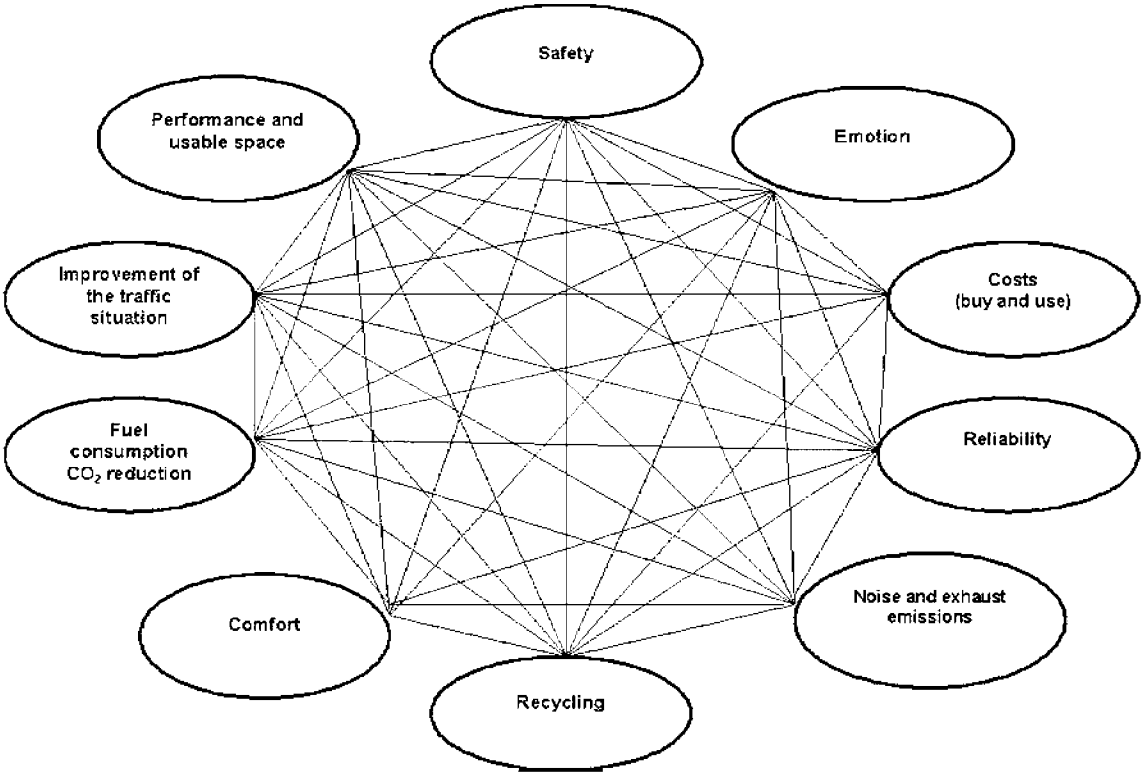 Safety
Performance and
usable space
Emotion
Improvement of
the traffic
situation
Costs
(buy and use)
Fuel
consumption
CO₂ reduction
Reliability
Comfort
Noise and exhaust
emissions
Recycling